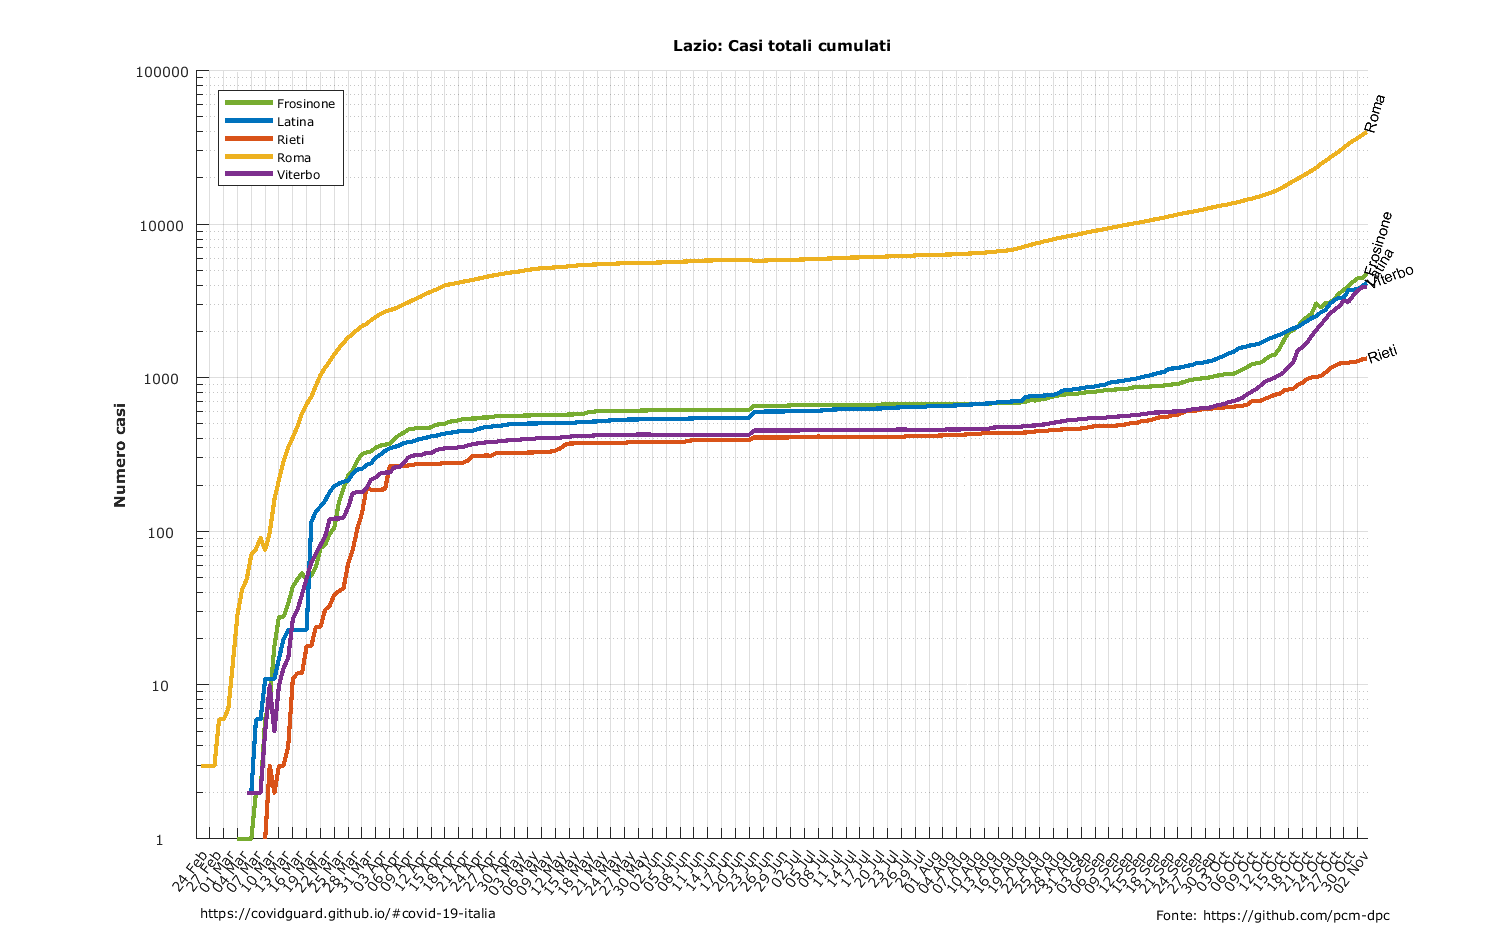 Lazio: Casi totali cumulati
100000
10000
1000
100
10
1
Numero casi
Frosinone
Latina
Rieti
Roma
Viterbo
Roma
Frosinone
Latina
Viterbo
Rieti
24 Feb
27 Feb
01 Mar
04 Mar
07 Mar
10 Mar
13 Mar
16 Mar
19 Mar
22 Mar
25 Mar
28 Mar
31 Mar
03 Apr
06 Apr
09 Apr
12 Apr
15 Apr
18 Apr
21 Apr
24 Apr
27 Apr
30 Apr
03 May
06 May
09 May
12 May
15 May
18 May
21 May
24 May
27 May
30 May
02 Jun
05 Jun
08 Jun
11 Jun
14 Jun
17 Jun
20 Jun
23 Jun
26 Jun
29 Jun
02 Jul
05 Jul
08 Jul
11 Jul
14 Jul
17 Jul
20 Jul
23 Jul
26 Jul
29 Jul
01 Aug
04 Aug
07 Aug
10 Aug
13 Aug
16 Aug
19 Aug
22 Aug
25 Aug
28 Aug
31 Aug
03 Sep
06 Sep
09 Sep
12 Sep
15 Sep
18 Sep
21 Sep
24 Sep
27 Sep
30 Sep
03 Oct
06 Oct
09 Oct
12 Oct
15 Oct
18 Oct
21 Oct
24 Oct
27 Oct
30 Oct
02 Nov
https://covidguard.github.io/#covid-19-italia
Fonte: https://github.com/pcm-dpc